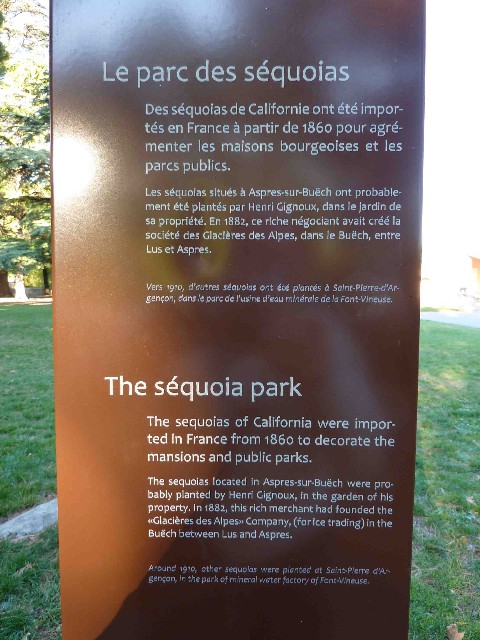 Le parc des séquoias
Des séquoias de Californie ont été impor-
tés en France à partir de 1860 pour agré-
menter les maisons bourgeoises et les
parcs publics.
Les séquoias situés à Aspres-sur-Buëch ont probable-
ment été plantés par Henri Gignoux, dans le jardin de
sa propriété. En 1882, ce riche négociant avait créé la
société des Glacières des Alpes, dans le Buëch, entre
Lus et Aspres.
Vers 1910, d'autres séquoias ont été plantés à Saint-Pierre-d'Ar-
gençon, dans le parc de l'usine d'eau minérale de la Font-Vineuse.
The séquoia park
The sequoias of California were impor-
ted in France from 1860 to decorate the
mansions and public parks.
The sequoias located in Aspres-sur-Buëch were pro-
bably planted by Henri Gignoux, in the garden of his
property. In 1882, this rich merchant had founded the
«Glacières des Alpes» Company, (for ice trading) in the
Buëch between Lus and Aspres.
Around 1910, other sequoias were planted at Saint-Pierre d'Ar-
gençon, in the park of mineral water factory of Font-Vineuse.